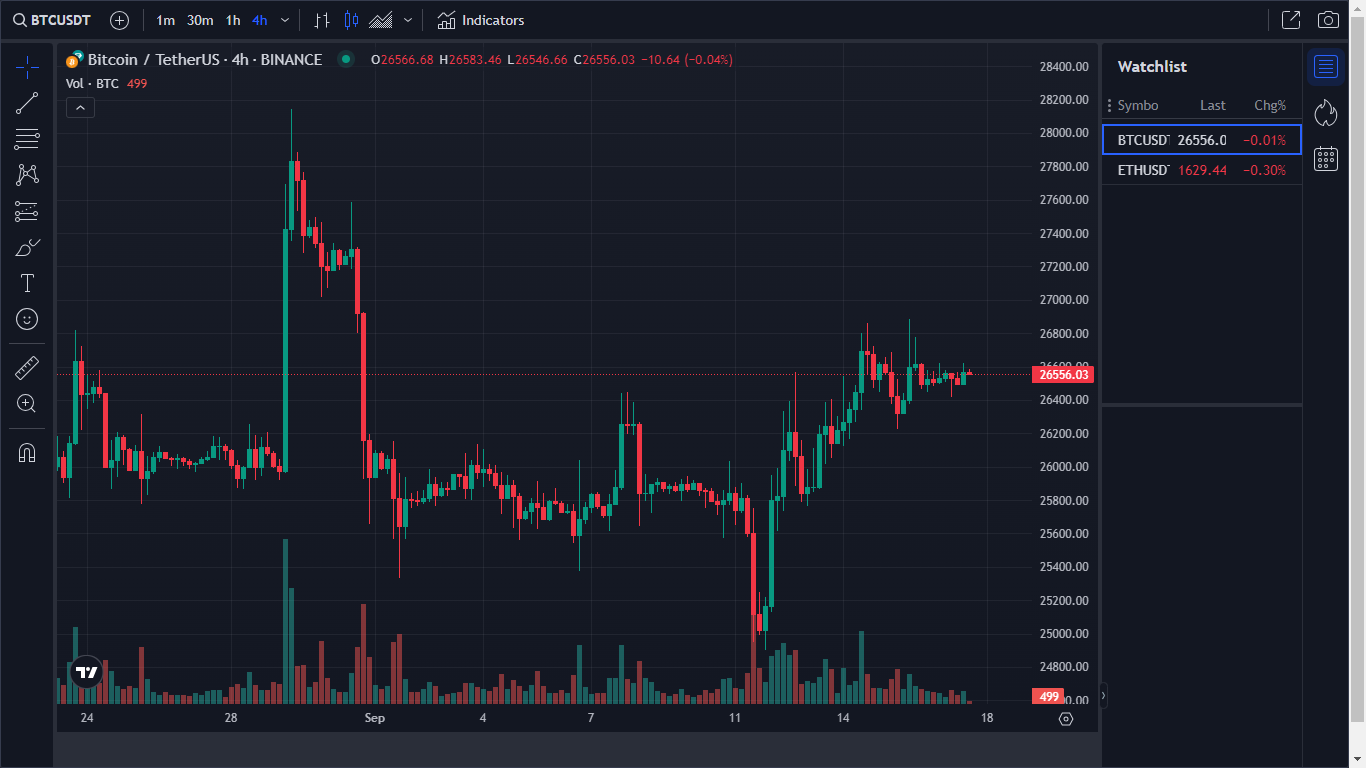 BTCUSDT 1m 30m 1h 4h Indicators
Bitcoin / TetherUS · 4h · BINANCE O26566.68 H26583.46 L26546.66 C26556.03 −10.64 (−0.04%)
Vol · BTC 499
28400.00
28200.00
28000.00
27800.00
27600.00
27400.00
27200.00
27000.00
26800.00
26600.00
26556.03
26400.00
26200.00
26000.00
25800.00
25600.00
25400.00
25200.00
25000.00
24800.00
499
0.00
24 28 Sep 4 7 11 14 18
Watchlist
Symbo Last Chg%
BTCUSDT 26556.0 −0.01%
ETHUSDT 1629.44 −0.30%